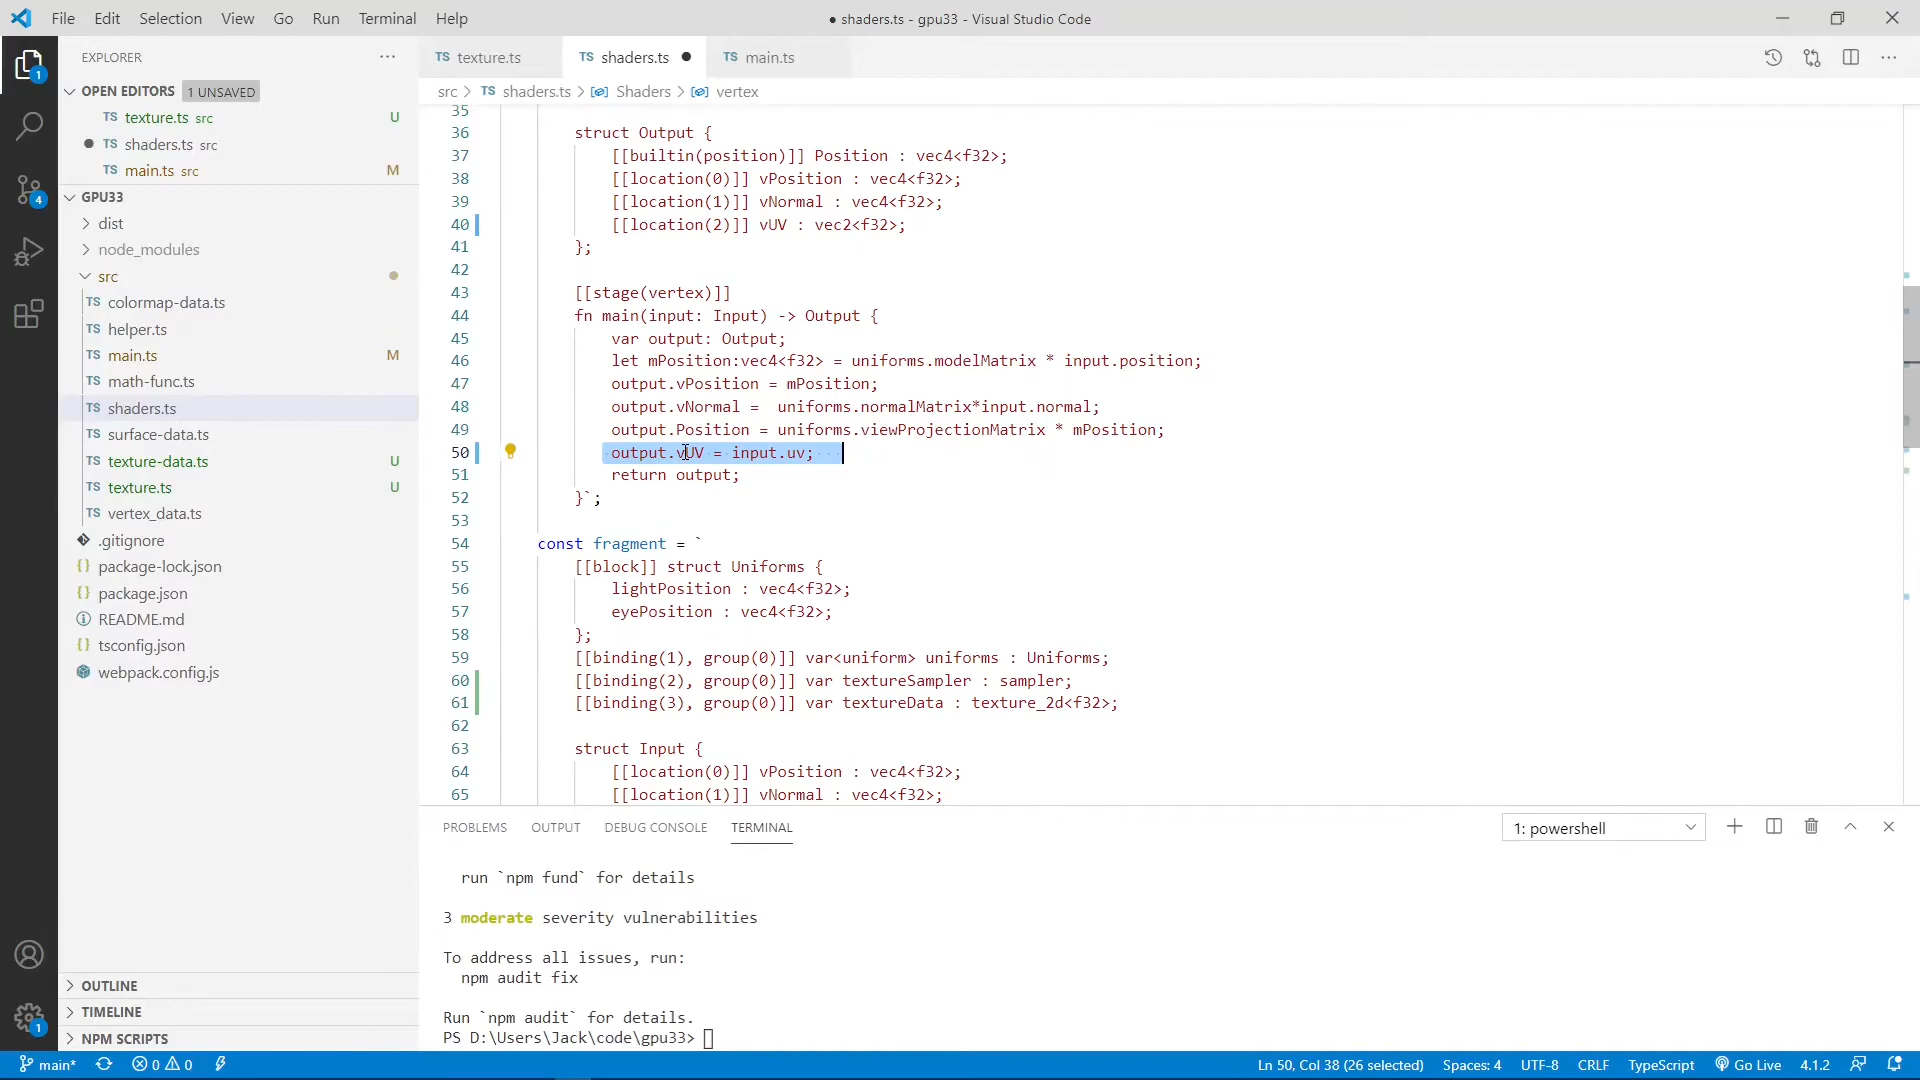 File Edit Selection View Go Run Terminal Help
● shaders.ts - gpu33 - Visual Studio Code
EXPLORER
OPEN EDITORS 1 UNSAVED
TS texture.ts src U
TS shaders.ts src
TS main.ts src M
GPU33
dist
node_modules
src
TS colormap-data.ts
TS helper.ts
TS main.ts M
TS math-func.ts
TS shaders.ts
TS surface-data.ts
TS texture-data.ts U
TS texture.ts U
TS vertex_data.ts
.gitignore
{} package-lock.json
{} package.json
README.md
{} tsconfig.json
webpack.config.js
OUTLINE
TIMELINE
NPM SCRIPTS
1
4
1
TS texture.ts TS shaders.ts ● TS main.ts
src > TS shaders.ts > Shaders > vertex
35
36 struct Output {
37 [[builtin(position)]] Position : vec4<f32>;
38 [[location(0)]] vPosition : vec4<f32>;
39 [[location(1)]] vNormal : vec4<f32>;
40 [[location(2)]] vUV : vec2<f32>;
41 };
42
43 [[stage(vertex)]]
44 fn main(input: Input) -> Output {
45 var output: Output;
46 let mPosition:vec4<f32> = uniforms.modelMatrix * input.position;
47 output.vPosition = mPosition;
48 output.vNormal =  uniforms.normalMatrix*input.normal;
49 output.Position = uniforms.viewProjectionMatrix * mPosition;
50 output.vUV = input.uv;
51 return output;
52 }`;
53
54 const fragment = `
55 [[block]] struct Uniforms {
56 lightPosition : vec4<f32>;
57 eyePosition : vec4<f32>;
58 };
59 [[binding(1), group(0)]] var<uniform> uniforms : Uniforms;
60 [[binding(2), group(0)]] var textureSampler : sampler;
61 [[binding(3), group(0)]] var textureData : texture_2d<f32>;
62
63 struct Input {
64 [[location(0)]] vPosition : vec4<f32>;
65 [[location(1)]] vNormal : vec4<f32>;
PROBLEMS OUTPUT DEBUG CONSOLE TERMINAL 1: powershell
run `npm fund` for details
3 moderate severity vulnerabilities
To address all issues, run:
npm audit fix
Run `npm audit` for details.
PS D:\Users\Jack\code\gpu33>
main* 0 0 Ln 50, Col 38 (26 selected) Spaces: 4 UTF-8 CRLF TypeScript Go Live 4.1.2